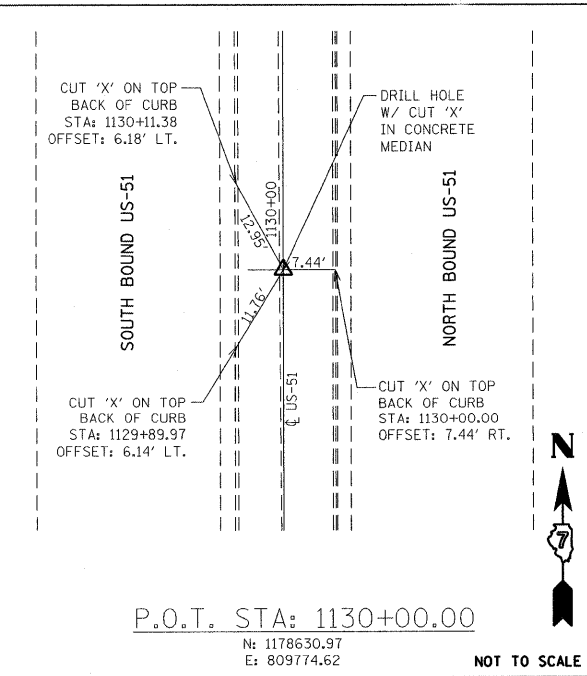 CUT 'X' ON TOP
BACK OF CURB
STA: 1130+11.38
OFFSET: 6.18' LT.
DRILL HOLE
W/ CUT 'X'
IN CONCRETE
MEDIAN
SOUTH BOUND US-51
12.95'
1130+00
7.44'
11.76'
NORTH BOUND US-51
℄ US-51
CUT 'X' ON TOP
BACK OF CURB
STA: 1129+89.97
OFFSET: 6.14' LT.
CUT 'X' ON TOP
BACK OF CURB
STA: 1130+00.00
OFFSET: 7.44' RT.
N
7
P.O.T. STA: 1130+00.00
N: 1178630.97
E: 809774.62
NOT TO SCALE